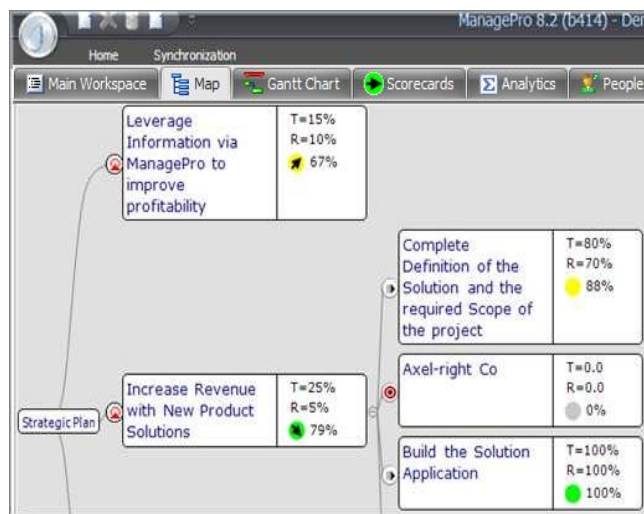 ManagePro 8.2 (b414) - Der
Home Synchronization
Main Workspace Map Gantt Chart Scorecards Analytics People
Leverage
Information via
ManagePro to
improve
profitability
T=15%
R=10%
67%
Complete
Definition of the
Solution and the
required Scope of
the project
T=80%
R=70%
88%
Axel-right Co
T=0.0
R=0.0
0%
Strategic Plan
Increase Revenue
with New Product
Solutions
T=25%
R=5%
79%
Build the Solution
Application
T=100%
R=100%
100%